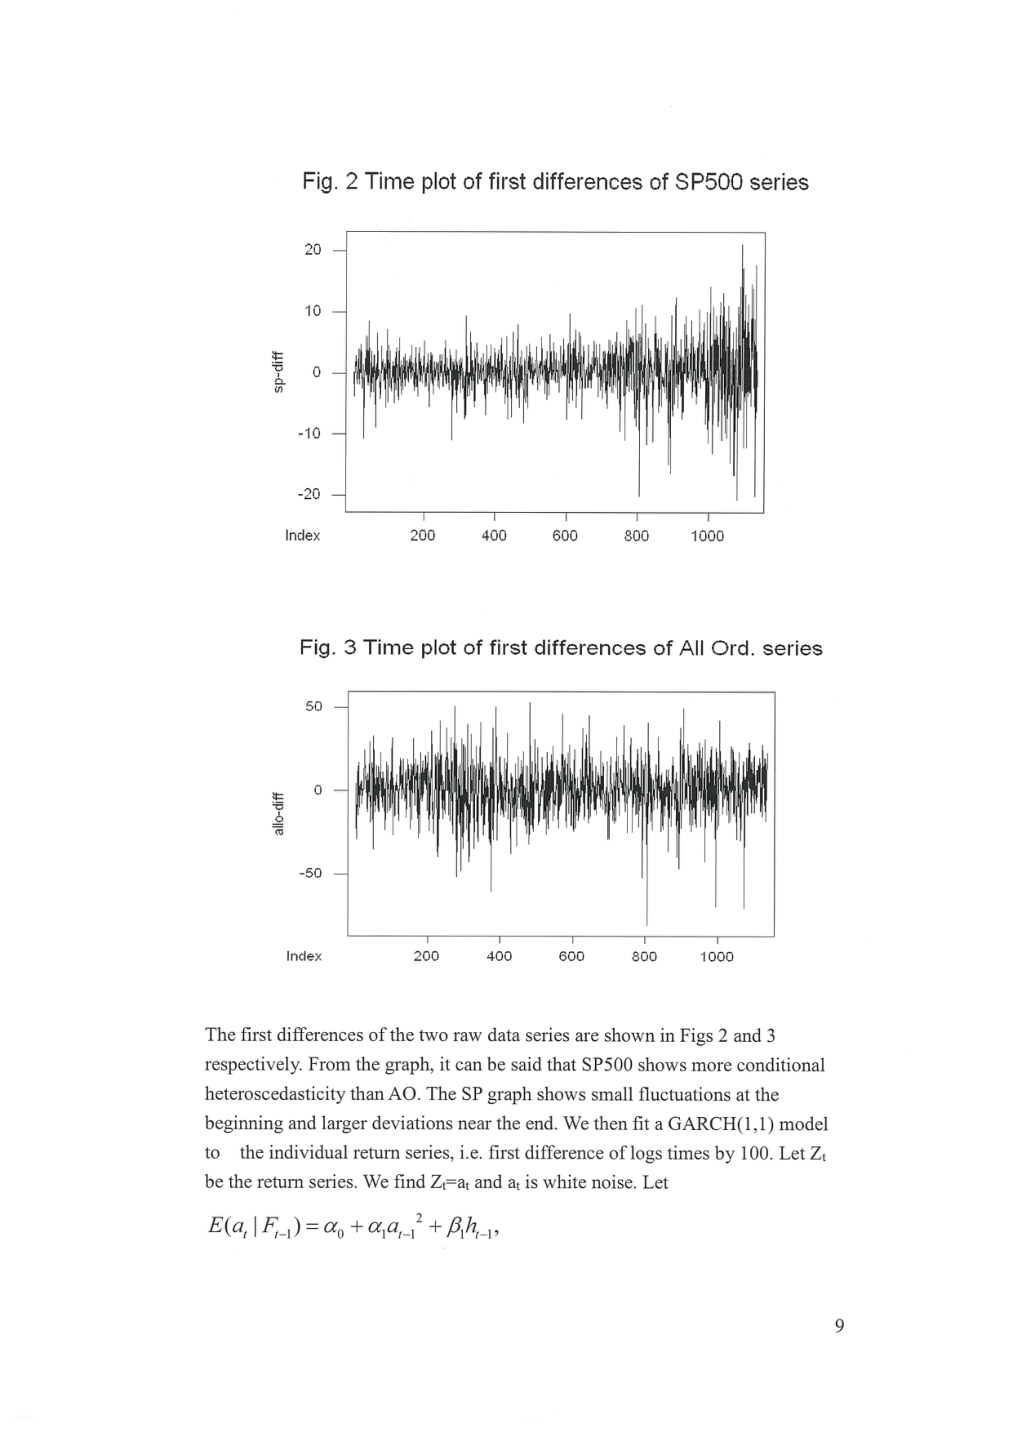 Fig. 2 Time plot of first differences of SP500 series
20
10
0
-10
-20
sp-diff
Index 200 400 600 800 1000
Fig. 3 Time plot of first differences of All Ord. series
50
0
-50
allo-diff
Index 200 400 600 800 1000
The first differences of the two raw data series are shown in Figs 2 and 3
respectively. From the graph, it can be said that SP500 shows more conditional
heteroscedasticity than AO. The SP graph shows small fluctuations at the
beginning and larger deviations near the end. We then fit a GARCH(1,1) model
to the individual return series, i.e. first difference of logs times by 100. Let Zₜ
be the return series. We find Zₜ=aₜ and aₜ is white noise. Let
E(aₜ | Fₜ₋₁) = α₀ + α₁aₜ₋₁² + β₁hₜ₋₁,
9